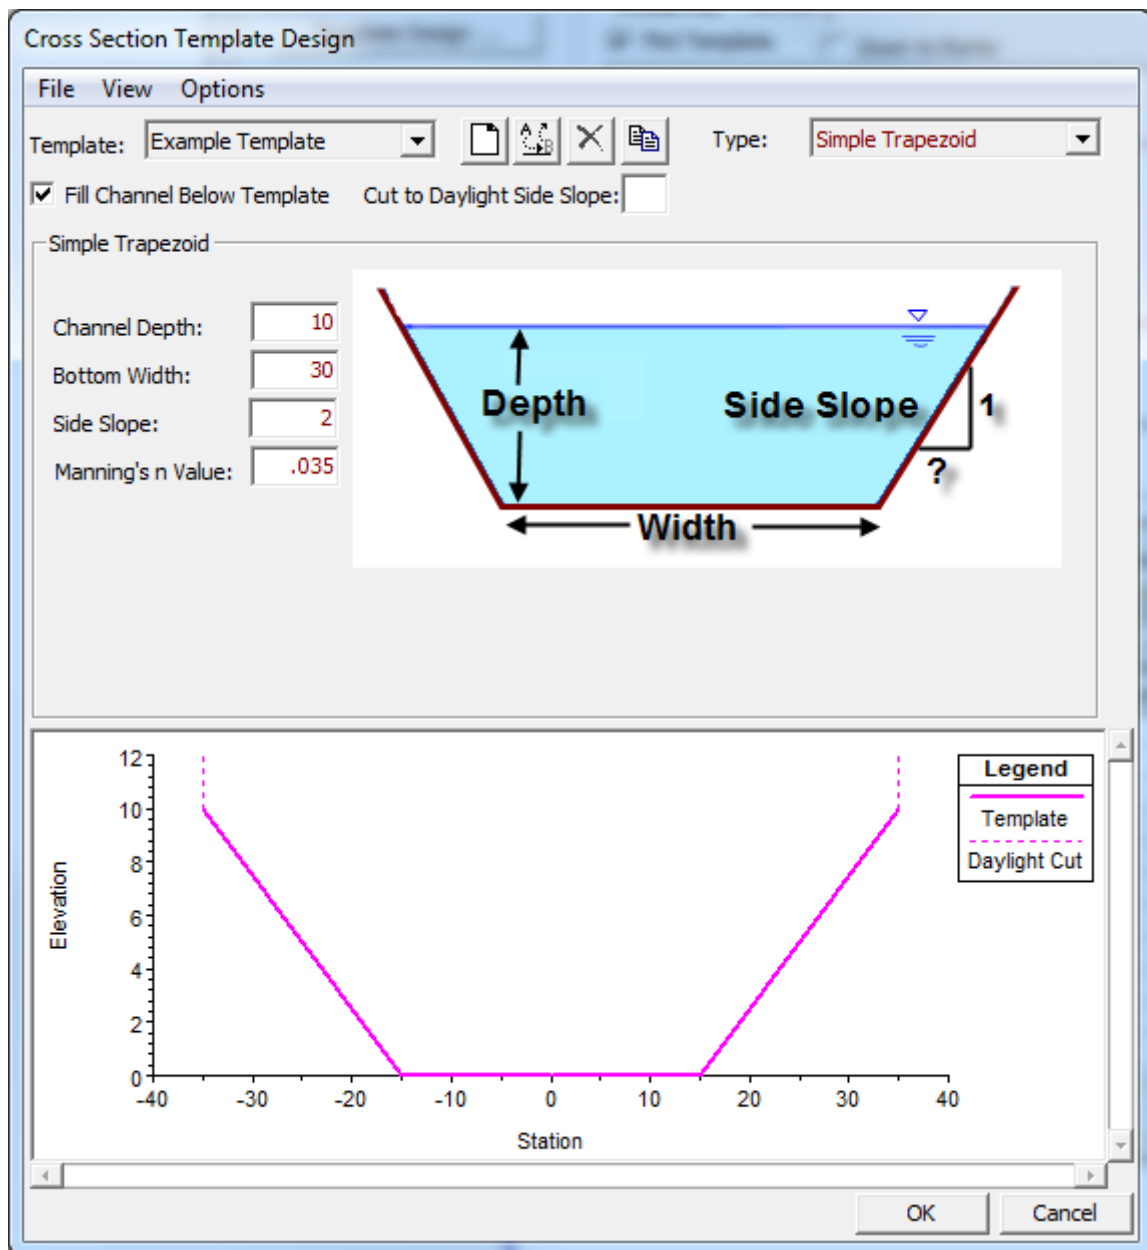 Cross Section Template Design
File View Options
Template: Example Template Type: Simple Trapezoid
Fill Channel Below Template Cut to Daylight Side Slope:
Simple Trapezoid
Channel Depth: 10
Bottom Width: 30
Side Slope: 2
Manning's n Value: .035
Depth Side Slope 1
?
Width
12
10
8
6
4
2
0
Elevation
-40 -30 -20 -10 0 10 20 30 40
Station
Legend
Template
Daylight Cut
OK Cancel